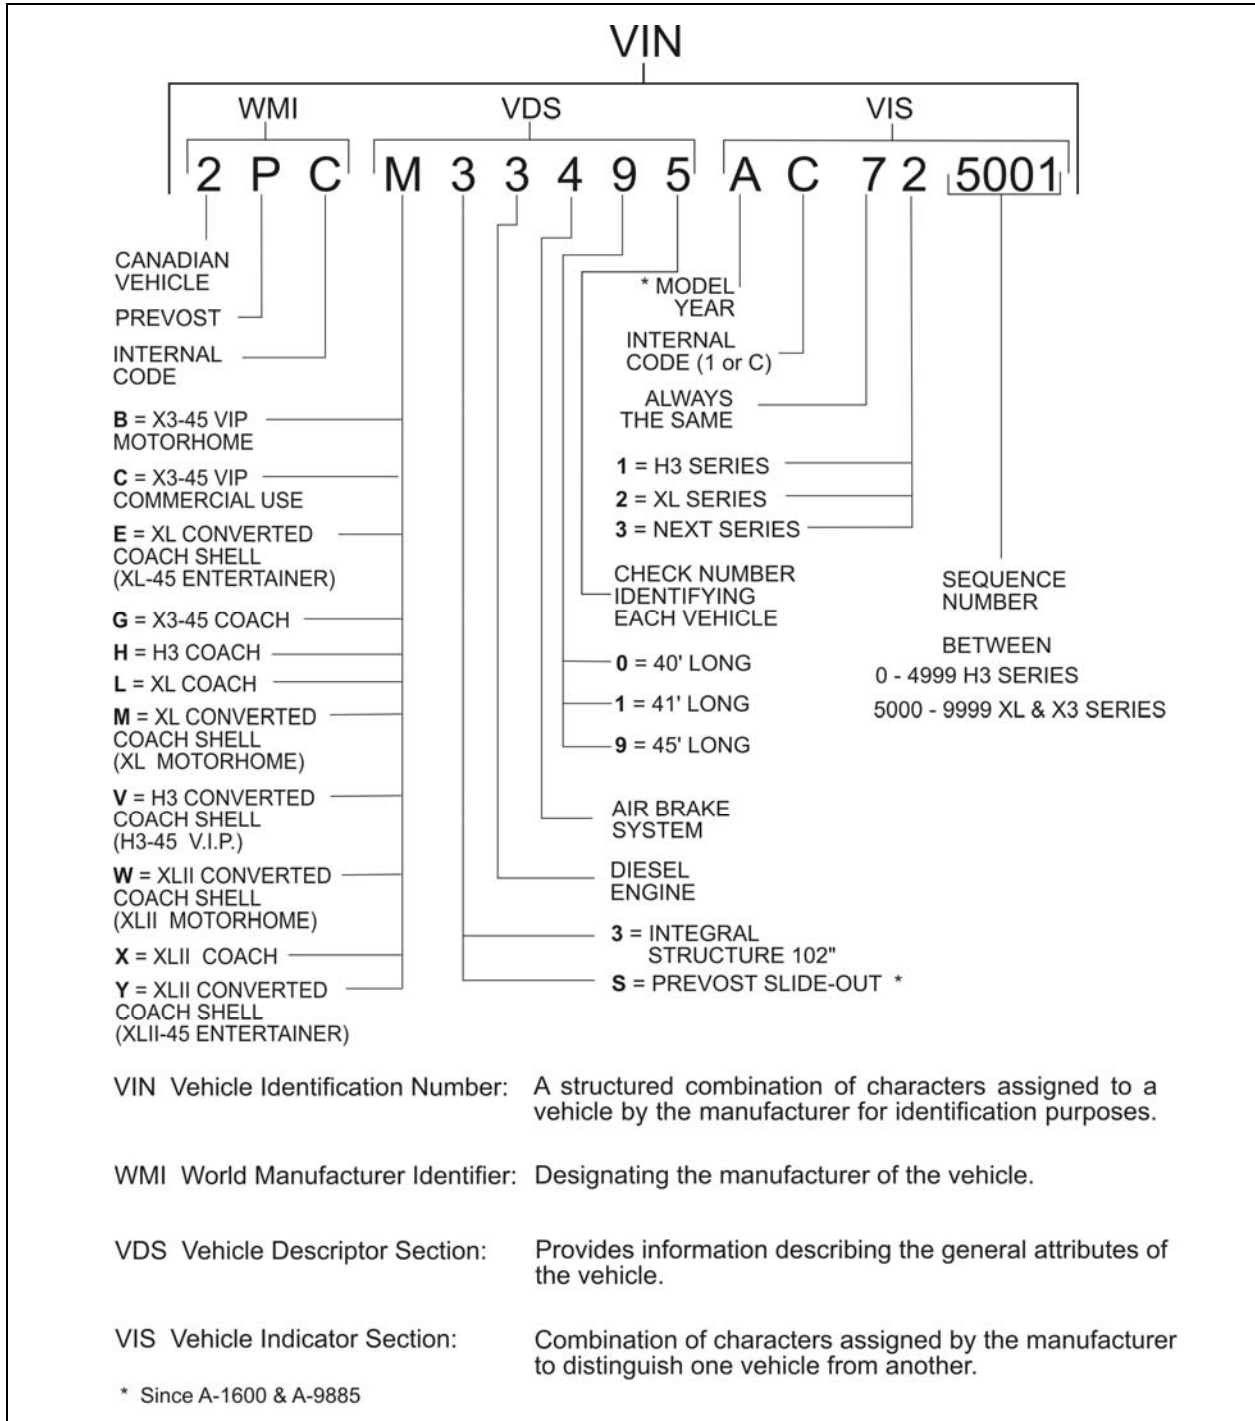 VIN
WMI VDS VIS
2 P C M 3 3 4 9 5 A C 7 2 5001
CANADIAN
VEHICLE
PREVOST
INTERNAL
CODE
B = X3-45 VIP
MOTORHOME
C = X3-45 VIP
COMMERCIAL USE
E = XL CONVERTED
COACH SHELL
(XL-45 ENTERTAINER)
G = X3-45 COACH
H = H3 COACH
L = XL COACH
M = XL CONVERTED
COACH SHELL
(XL MOTORHOME)
V = H3 CONVERTED
COACH SHELL
(H3-45 V.I.P.)
W = XLII CONVERTED
COACH SHELL
(XLII MOTORHOME)
X = XLII COACH
Y = XLII CONVERTED
COACH SHELL
(XLII-45 ENTERTAINER)
* MODEL
YEAR
INTERNAL
CODE (1 or C)
ALWAYS
THE SAME
1 = H3 SERIES
2 = XL SERIES
3 = NEXT SERIES
CHECK NUMBER
IDENTIFYING
EACH VEHICLE
0 = 40' LONG
1 = 41' LONG
9 = 45' LONG
AIR BRAKE
SYSTEM
DIESEL
ENGINE
3 = INTEGRAL
STRUCTURE 102"
S = PREVOST SLIDE-OUT *
SEQUENCE
NUMBER
BETWEEN
0 - 4999 H3 SERIES
5000 - 9999 XL & X3 SERIES
VIN Vehicle Identification Number: A structured combination of characters assigned to a
vehicle by the manufacturer for identification purposes.
WMI World Manufacturer Identifier: Designating the manufacturer of the vehicle.
VDS Vehicle Descriptor Section: Provides information describing the general attributes of
the vehicle.
VIS Vehicle Indicator Section: Combination of characters assigned by the manufacturer
to distinguish one vehicle from another.
* Since A-1600 & A-9885